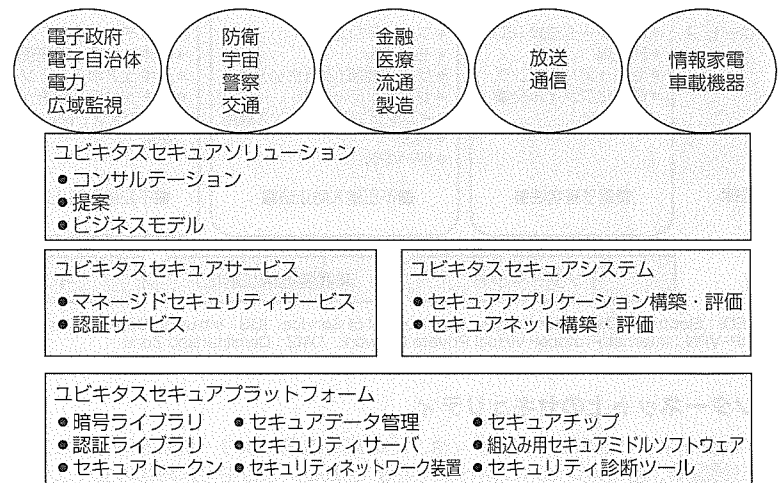 電子政府
電子自治体
電力
広域監視
防衛
宇宙
警察
交通
金融
医療
流通
製造
放送
通信
情報家電
車載機器
ユビキタスセキュアソリューション
●コンサルテーション
●提案
●ビジネスモデル
ユビキタスセキュアサービス
●マネージドセキュリティサービス
●認証サービス
ユビキタスセキュアシステム
●セキュアアプリケーション構築・評価
●セキュアネット構築・評価
ユビキタスセキュアプラットフォーム
●暗号ライブラリ ●セキュアデータ管理 ●セキュアチップ
●認証ライブラリ ●セキュリティサーバ ●組込み用セキュアミドルソフトウェア
●セキュアトークン ●セキュリティネットワーク装置 ●セキュリティ診断ツール